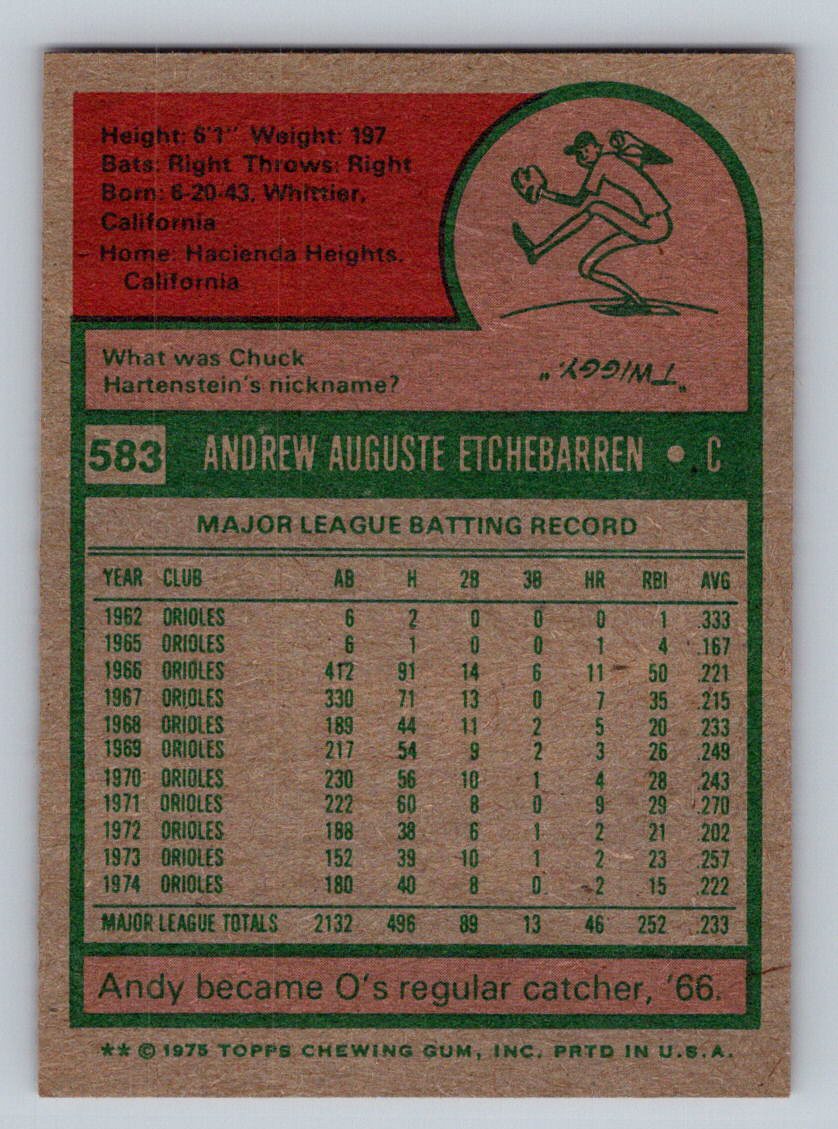 Height: 6'1" Weight: 197
Bats: Right Throws: Right
Born: 6-20-43, Whittier,
California
Home: Hacienda Heights,
California
What was Chuck
Hartenstein's nickname?
"TWIGGY."
583 ANDREW AUGUSTE ETCHEBARREN • C
MAJOR LEAGUE BATTING RECORD
YEAR CLUB AB H 2B 3B HR RBI AVG
1962 ORIOLES 6 2 0 0 0 1 .333
1965 ORIOLES 6 1 0 0 1 4 .167
1966 ORIOLES 412 91 14 6 11 50 .221
1967 ORIOLES 330 71 13 0 7 35 .215
1968 ORIOLES 189 44 11 2 5 20 .233
1969 ORIOLES 217 54 9 2 3 26 .249
1970 ORIOLES 230 56 10 1 4 28 .243
1971 ORIOLES 222 60 8 0 9 29 .270
1972 ORIOLES 188 38 6 1 2 21 .202
1973 ORIOLES 152 39 10 1 2 23 .257
1974 ORIOLES 180 40 8 0 2 15 .222
MAJOR LEAGUE TOTALS 2132 496 89 13 46 252 .233
Andy became O's regular catcher, '66.
** © 1975 TOPPS CHEWING GUM, INC. PRTD IN U.S.A.